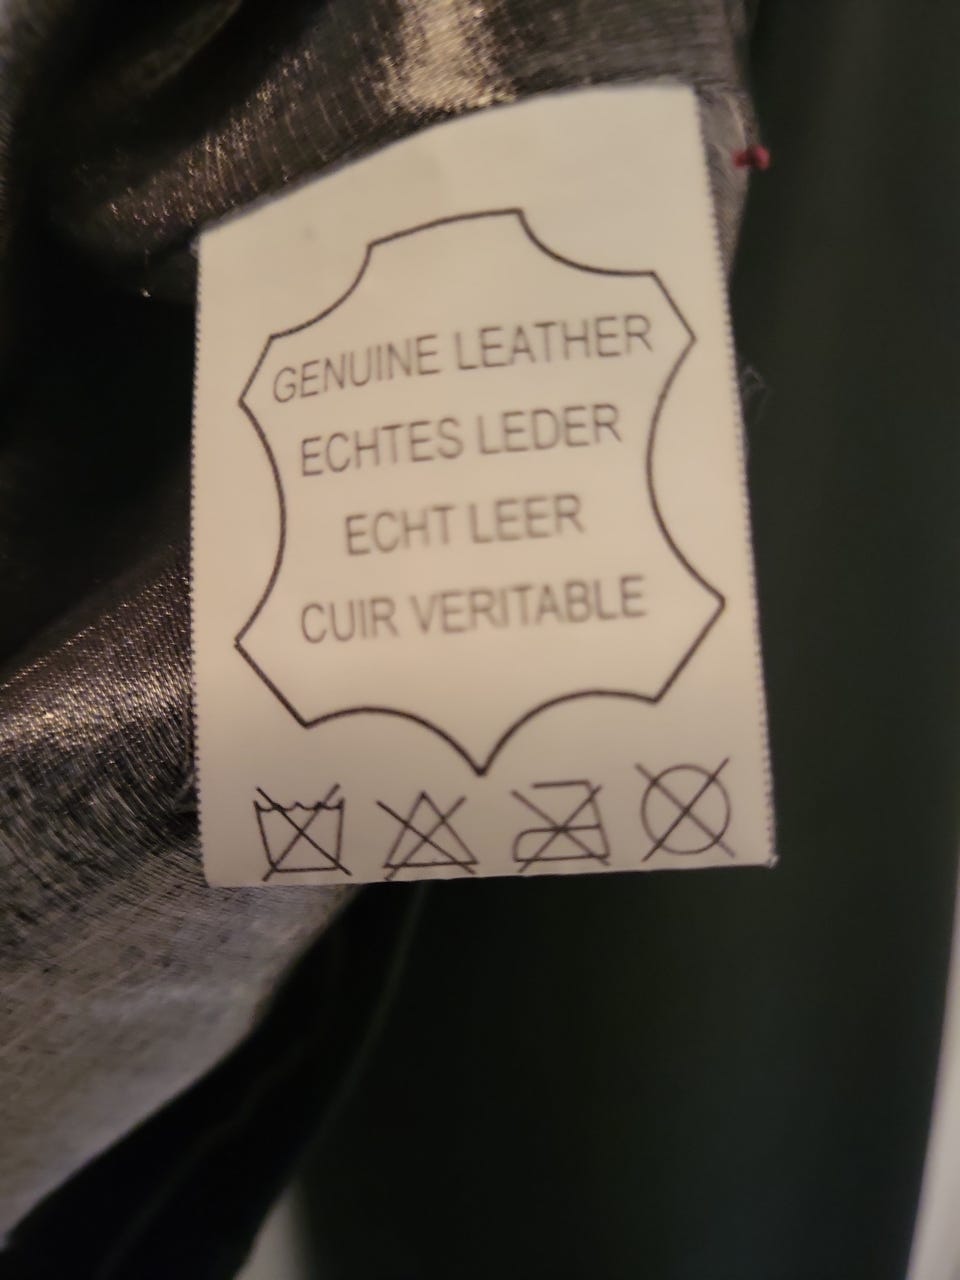 GENUINE LEATHER
ECHTES LEDER
ECHT LEER
CUIR VERITABLE